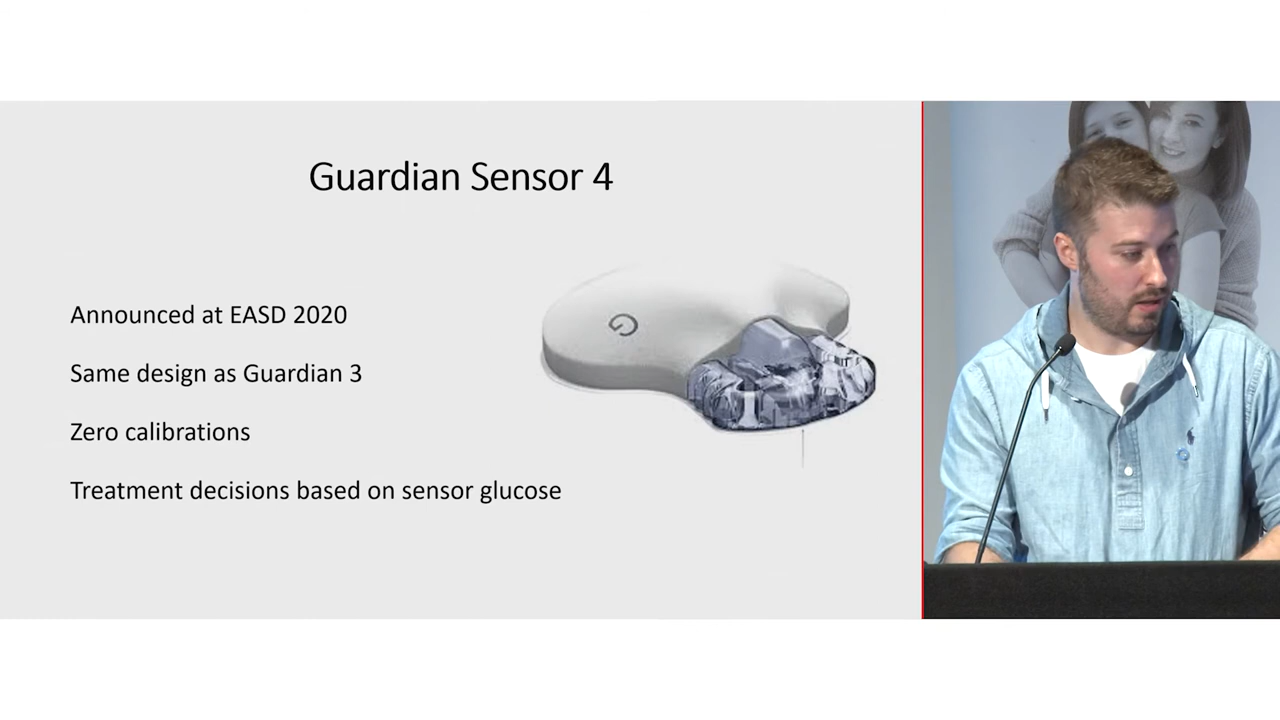 Guardian Sensor 4
Announced at EASD 2020
Same design as Guardian 3
Zero calibrations
Treatment decisions based on sensor glucose